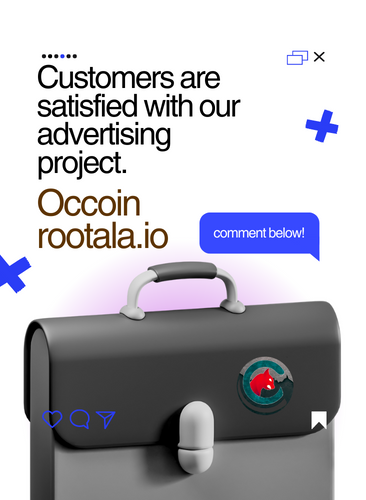 Customers are
satisfied with our
advertising
project.
Occoin
rootala.io
comment below!